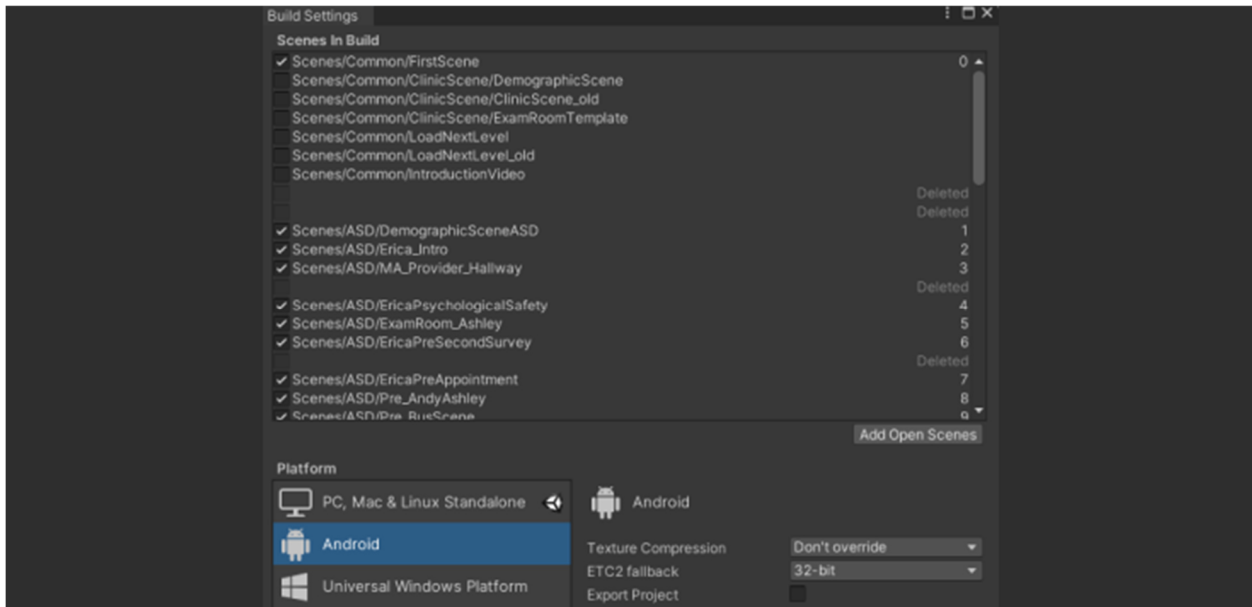 Build Settings
Scenes In Build
Scenes/Common/FirstScene 0
Scenes/Common/ClinicScene/DemographicScene
Scenes/Common/ClinicScene/ClinicScene_old
Scenes/Common/ClinicScene/ExamRoomTemplate
Scenes/Common/LoadNextLevel
Scenes/Common/LoadNextLevel_old
Scenes/Common/IntroductionVideo
Deleted
Deleted
Scenes/ASD/DemographicSceneASD 1
Scenes/ASD/Erica_Intro 2
Scenes/ASD/MA_Provider_Hallway 3
Deleted
Scenes/ASD/EricaPsychologicalSafety 4
Scenes/ASD/ExamRoom_Ashley 5
Scenes/ASD/EricaPreSecondSurvey 6
Deleted
Scenes/ASD/EricaPreAppointment 7
Scenes/ASD/Pre_AndyAshley 8
Scenes/ASD/Pre_BusScene 9
Add Open Scenes
Platform
PC, Mac & Linux Standalone
Android
Universal Windows Platform
Android
Texture Compression Don't override
ETC2 fallback 32-bit
Export Project